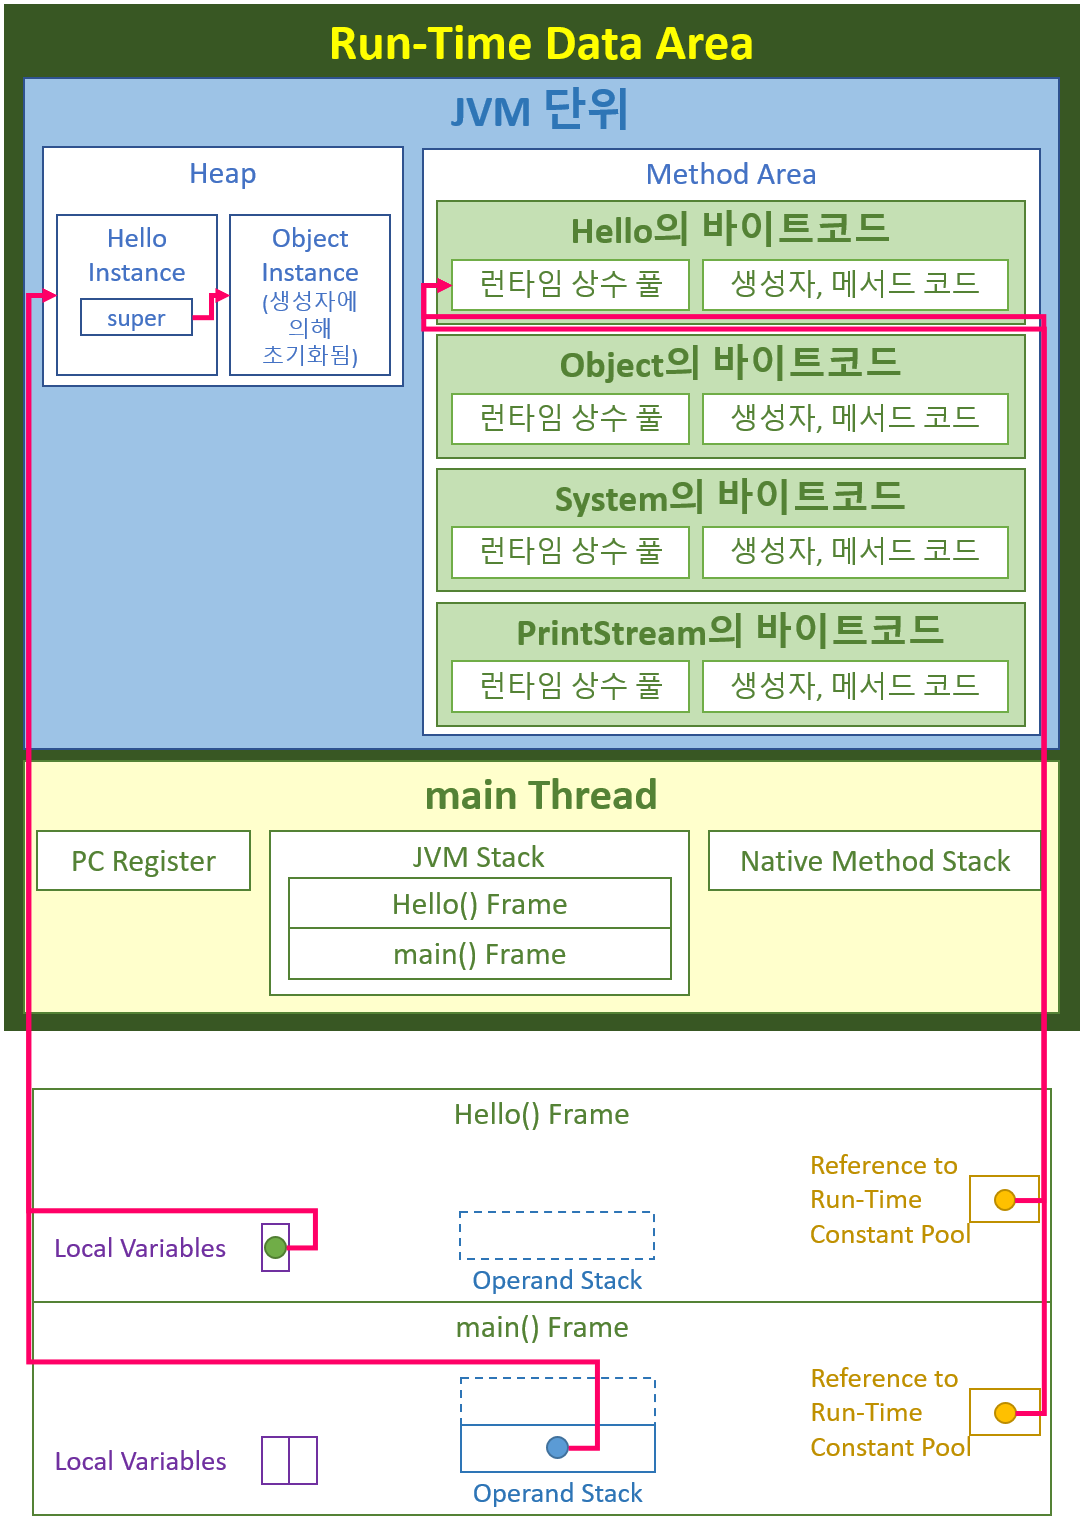 Run-Time Data Area
JVM 단위
Heap
Hello
Instance
super
Object
Instance
(생성자에
의해
초기화됨)
Method Area
Hello의 바이트코드
런타임 상수 풀
생성자, 메서드 코드
Object의 바이트코드
런타임 상수 풀
생성자, 메서드 코드
System의 바이트코드
런타임 상수 풀
생성자, 메서드 코드
PrintStream의 바이트코드
런타임 상수 풀
생성자, 메서드 코드
main Thread
PC Register
JVM Stack
Hello() Frame
main() Frame
Native Method Stack
Hello() Frame
Local Variables
Operand Stack
Reference to
Run-Time
Constant Pool
main() Frame
Local Variables
Operand Stack
Reference to
Run-Time
Constant Pool